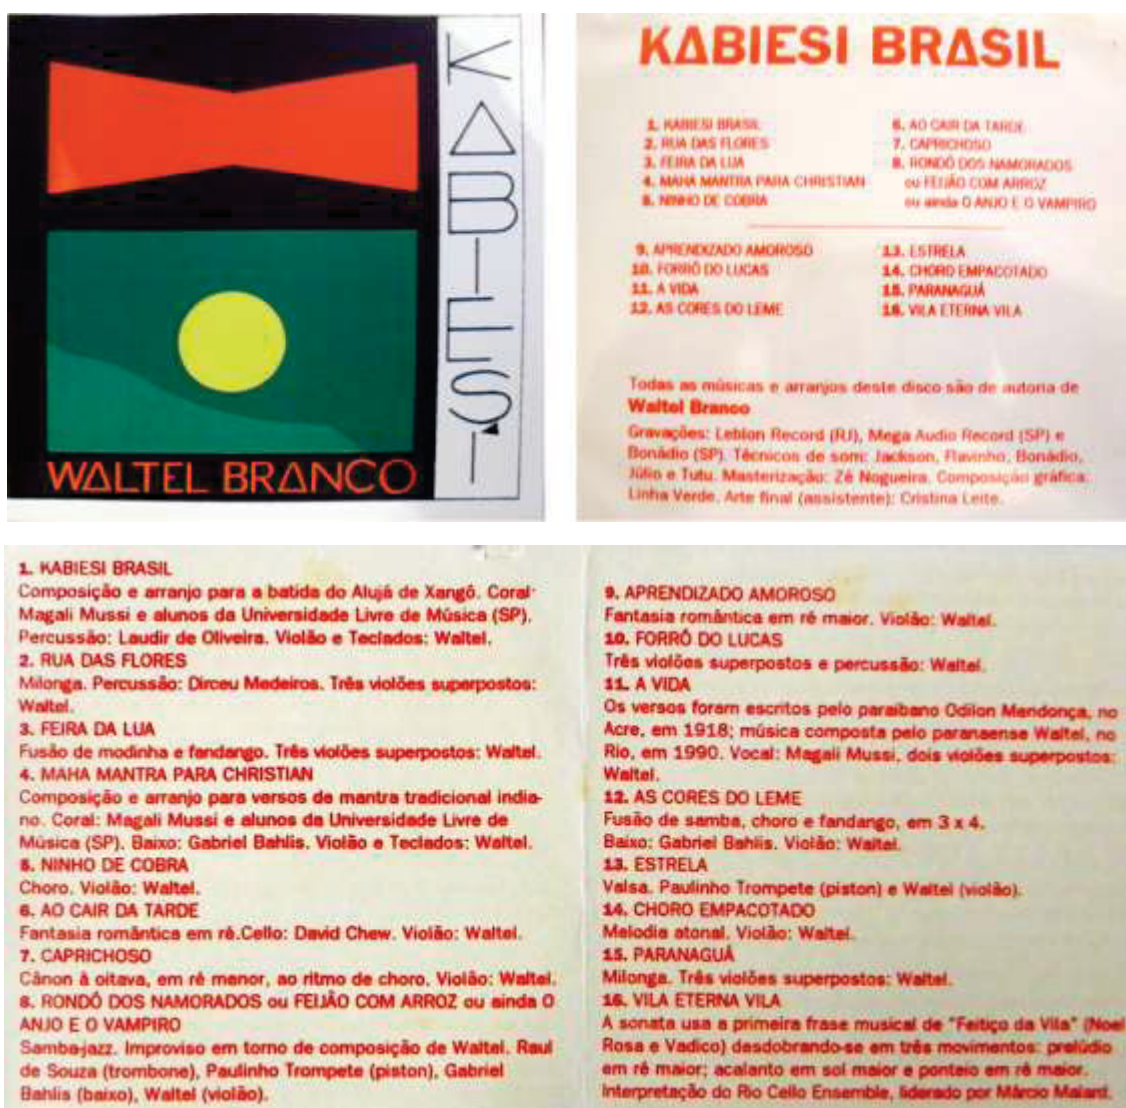 KABIESI
WALTEL BRANCO
KABIESI BRASIL
1. KABIESI BRASIL
2. RUA DAS FLORES
3. FEIRA DA LUA
4. MAHA MANTRA PARA CHRISTIAN
5. NINHO DE COBRA
6. AO CAIR DA TARDE
7. CAPRICHOSO
8. RONDÓ DOS NAMORADOS
ou FEIJÃO COM ARROZ
ou ainda O ANJO E O VAMPIRO
9. APRENDIZADO AMOROSO
10. FORRÓ DO LUCAS
11. A VIDA
12. AS CORES DO LEME
13. ESTRELA
14. CHORO EMPACOTADO
15. PARANAGUÁ
16. VILA ETERNA VILA
Todas as músicas e arranjos deste disco são de autoria de
Waltel Branco
Gravações: Leblon Record (RJ), Mega Audio Record (SP) e
Bonádio (SP). Técnicos de som: Jackson, Flavinho, Bonádio,
Júlio e Tutu. Masterização: Zé Nogueira. Composição gráfica:
Linha Verde. Arte final (assistente): Cristina Leite.
1. KABIESI BRASIL
Composição e arranjo para a batida do Alujá de Xangô. Coral:
Magali Mussi e alunos da Universidade Livre de Música (SP).
Percussão: Laudir de Oliveira. Violão e Teclados: Waltel.
2. RUA DAS FLORES
Milonga. Percussão: Dirceu Medeiros. Três violões superpostos:
Waltel.
3. FEIRA DA LUA
Fusão de modinha e fandango. Três violões superpostos: Waltel.
4. MAHA MANTRA PARA CHRISTIAN
Composição e arranjo para versos de mantra tradicional india-
no. Coral: Magali Mussi e alunos da Universidade Livre de
Música (SP). Baixo: Gabriel Bahlis. Violão e Teclados: Waltel.
5. NINHO DE COBRA
Choro. Violão: Waltel.
6. AO CAIR DA TARDE
Fantasia romântica em ré.Cello: David Chew. Violão: Waltel.
7. CAPRICHOSO
Cânon à oitava, em ré menor, ao ritmo de choro. Violão: Waltel.
8. RONDÓ DOS NAMORADOS ou FEIJÃO COM ARROZ ou ainda O
ANJO E O VAMPIRO
Samba-jazz. Improviso em torno de composição de Waltel. Raul
de Souza (trombone), Paulinho Trompete (piston), Gabriel
Bahlis (baixo), Waltel (violão).
9. APRENDIZADO AMOROSO
Fantasia romântica em ré maior. Violão: Waltel.
10. FORRÓ DO LUCAS
Três violões superpostos e percussão: Waltel.
11. A VIDA
Os versos foram escritos pelo paraibano Odilon Mendonça, no
Acre, em 1918; música composta pelo paranaense Waltel, no
Rio, em 1990. Vocal: Magali Mussi, dois violões superpostos:
Waltel.
12. AS CORES DO LEME
Fusão de samba, choro e fandango, em 3 x 4.
Baixo: Gabriel Bahlis. Violão: Waltel.
13. ESTRELA
Valsa. Paulinho Trompete (piston) e Waltel (violão).
14. CHORO EMPACOTADO
Melodia atonal. Violão: Waltel.
15. PARANAGUÁ
Milonga. Três violões superpostos: Waltel.
16. VILA ETERNA VILA
A sonata usa a primeira frase musical de "Feitiço da Vila" (Noel
Rosa e Vadico) desdobrando-se em três movimentos: prelúdio
em ré maior; acalanto em sol maior e ponteio em ré maior.
Interpretação do Rio Cello Ensemble, liderado por Márcio Malard.